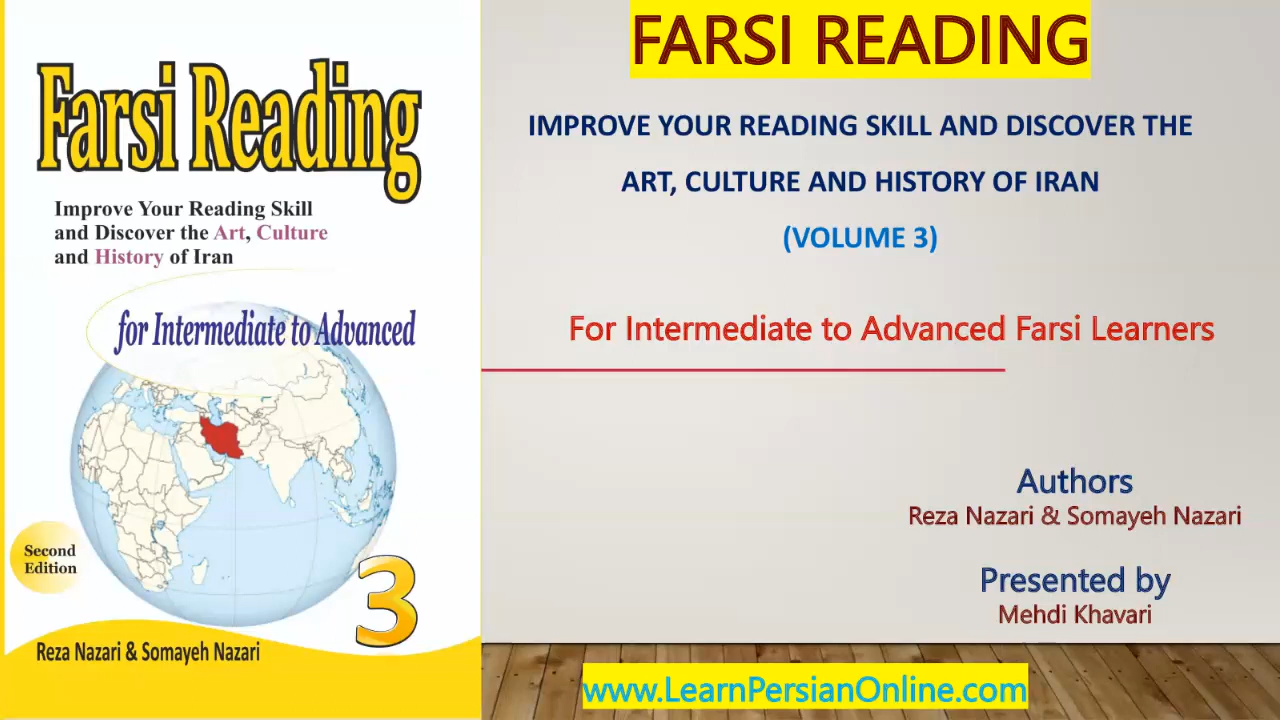 Farsi Reading
Improve Your Reading Skill
and Discover the Art, Culture
and History of Iran
for Intermediate to Advanced
Second
Edition
3
Reza Nazari & Somayeh Nazari
FARSI READING
IMPROVE YOUR READING SKILL AND DISCOVER THE
ART, CULTURE AND HISTORY OF IRAN
(VOLUME 3)
For Intermediate to Advanced Farsi Learners
Authors
Reza Nazari & Somayeh Nazari
Presented by
Mehdi Khavari
www.LearnPersianOnline.com